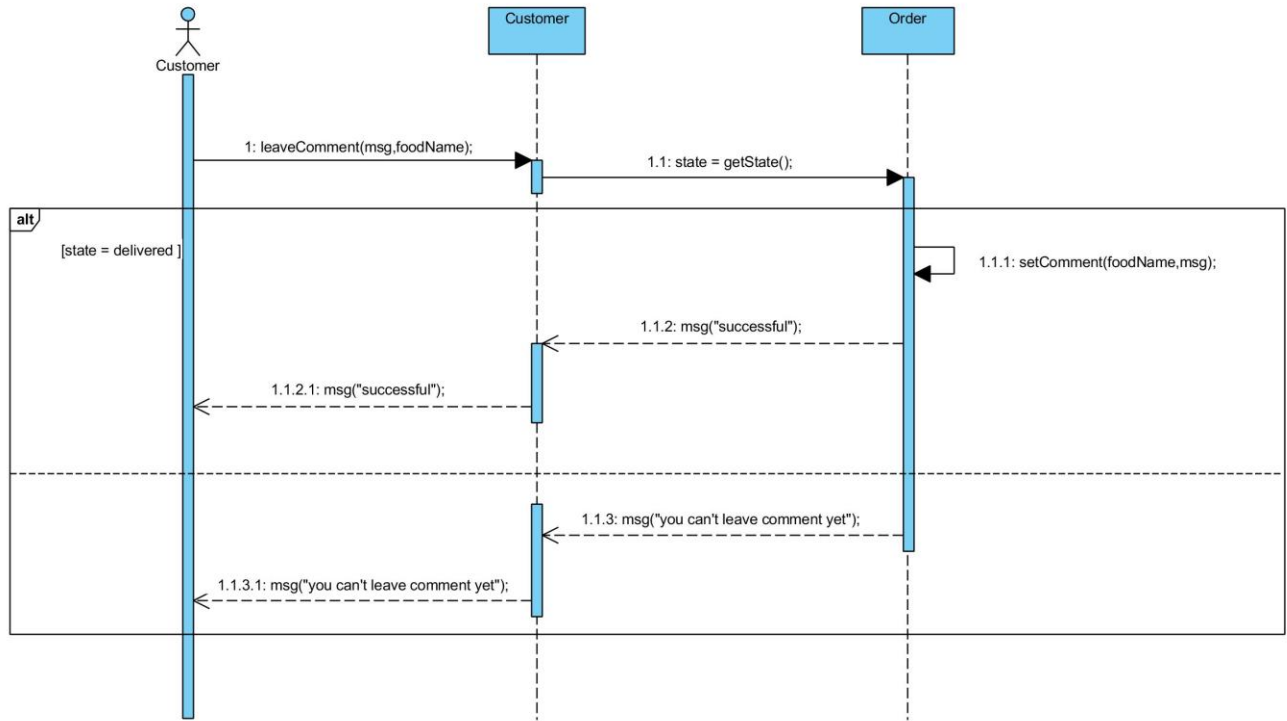 Customer
Order
Customer
1: leaveComment(msg,foodName);
1.1: state = getState();
alt
[state = delivered ]
1.1.1: setComment(foodName,msg);
1.1.2: msg("successful");
1.1.2.1: msg("successful");
1.1.3: msg("you can't leave comment yet");
1.1.3.1: msg("you can't leave comment yet");